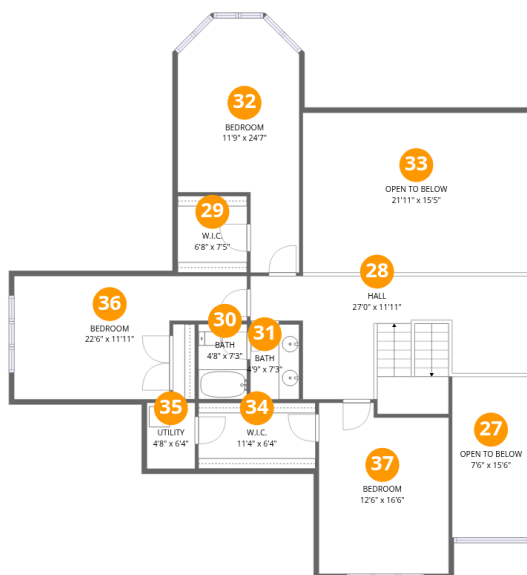 32
BEDROOM
11'9" x 24'7"
33
OPEN TO BELOW
21'11" x 15'5"
29
W.I.C.
6'8" x 7'5"
28
HALL
27'0" x 11'11"
36
BEDROOM
22'6" x 11'11"
30
BATH
4'8" x 7'3"
31
BATH
4'9" x 7'3"
35
UTILITY
4'8" x 6'4"
34
W.I.C.
11'4" x 6'4"
27
OPEN TO BELOW
7'6" x 15'6"
37
BEDROOM
12'6" x 16'6"